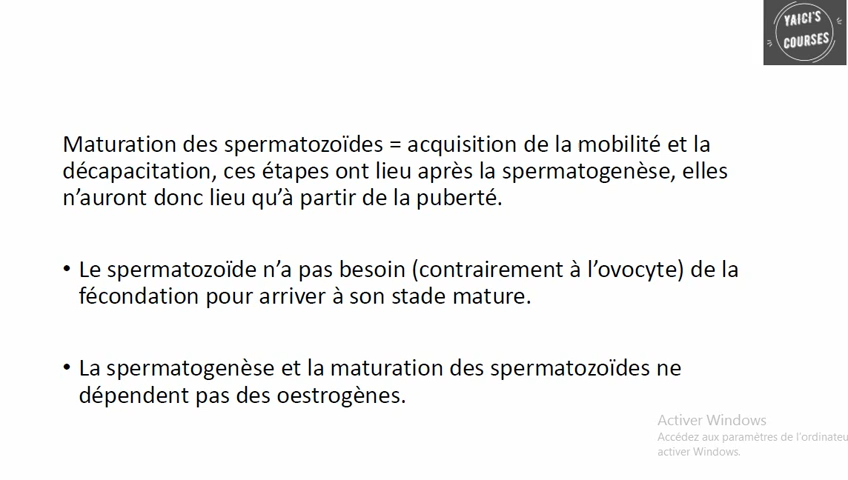 YAICI'S
COURSES
Maturation des spermatozoïdes = acquisition de la mobilité et la
décapacitation, ces étapes ont lieu après la spermatogenèse, elles
n'auront donc lieu qu'à partir de la puberté.
• Le spermatozoïde n'a pas besoin (contrairement à l'ovocyte) de la
fécondation pour arriver à son stade mature.
• La spermatogenèse et la maturation des spermatozoïdes ne
dépendent pas des oestrogènes.
Activer Windows
Accédez aux paramètres de l'ordinateu
activer Windows.